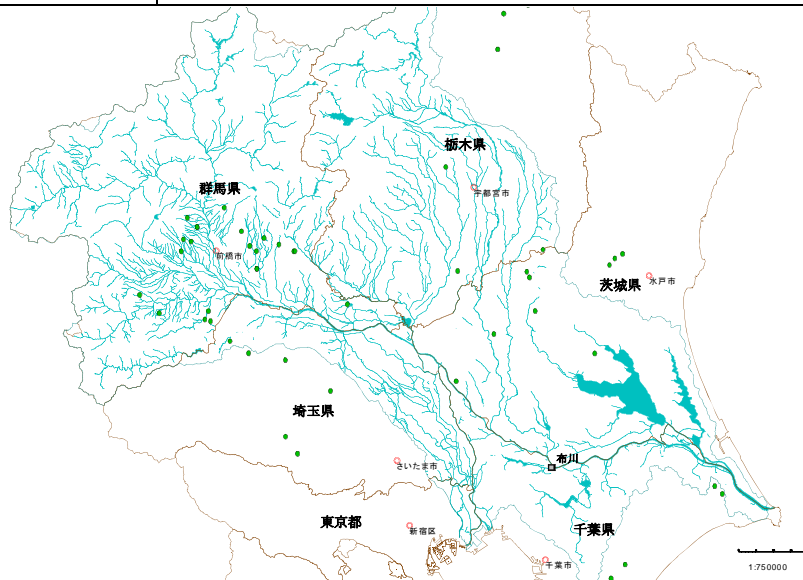 栃木県
群馬県
宇都宮市
前橋市
茨城県
水戸市
埼玉県
布川
さいたま市
東京都
新宿区
千葉県
千葉市
1:750000